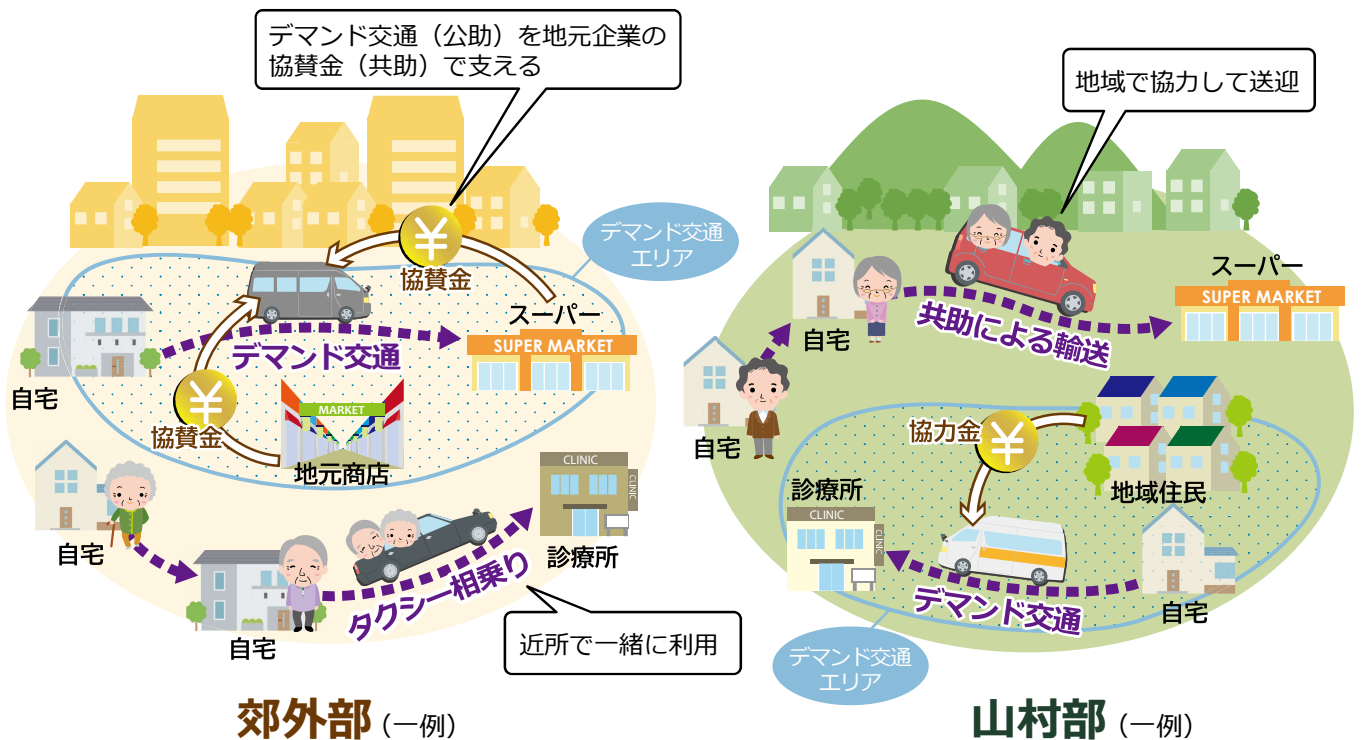 デマンド交通（公助）を地元企業の
協賛金（共助）で支える
デマンド交通
エリア
協賛金
スーパー
SUPER MARKET
デマンド交通
自宅
協賛金
MARKET
地元商店
自宅
自宅
タクシー相乗り
CLINIC
CLINIC
診療所
近所で一緒に利用
郊外部（一例）
地域で協力して送迎
自宅
自宅
共助による輸送
スーパー
SUPER MARKET
協力金
地域住民
診療所
CLINIC
CLINIC
デマンド交通
自宅
デマンド交通
エリア
山村部（一例）